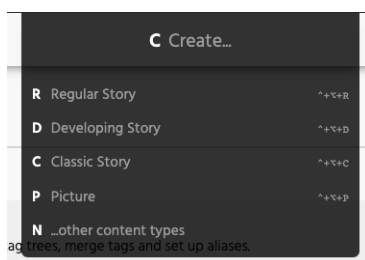 C Create...
R Regular Story ^+⌥+R
D Developing Story ^+⌥+D
C Classic Story ^+⌥+C
P Picture ^+⌥+P
N ...other content types
ag trees, merge tags and set up aliases.